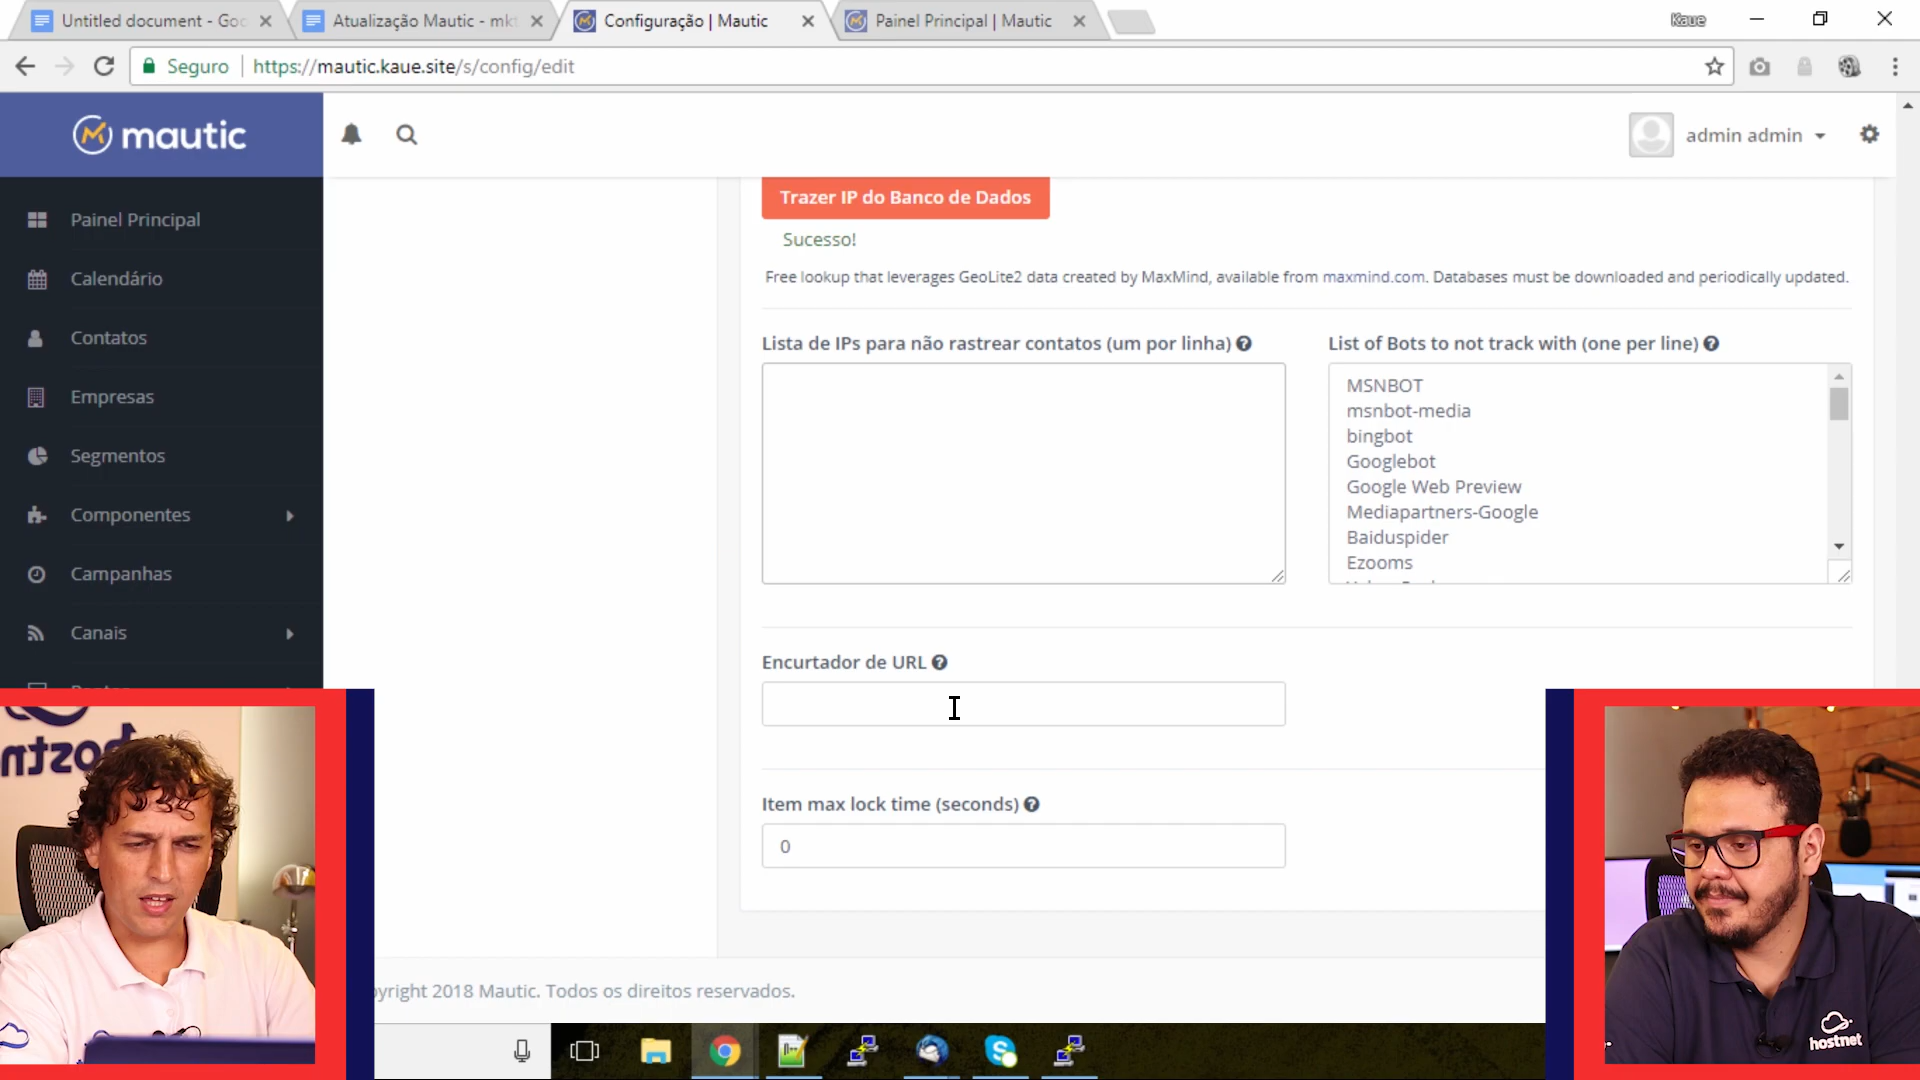 Untitled document - Goo
Atualização Mautic - mkt
Configuração | Mautic
Painel Principal | Mautic
Kaue
Seguro
https://mautic.kaue.site/s/config/edit
mautic
admin admin
Painel Principal
Calendário
Contatos
Empresas
Segmentos
Componentes
Campanhas
Canais
Trazer IP do Banco de Dados
Sucesso!
Free lookup that leverages GeoLite2 data created by MaxMind, available from maxmind.com. Databases must be downloaded and periodically updated.
Lista de IPs para não rastrear contatos (um por linha)
List of Bots to not track with (one per line)
MSNBOT
msnbot-media
bingbot
Googlebot
Google Web Preview
Mediapartners-Google
Baiduspider
Ezooms
Encurtador de URL
Item max lock time (seconds)
0
pyright 2018 Mautic. Todos os direitos reservados.
hostn
hostnet